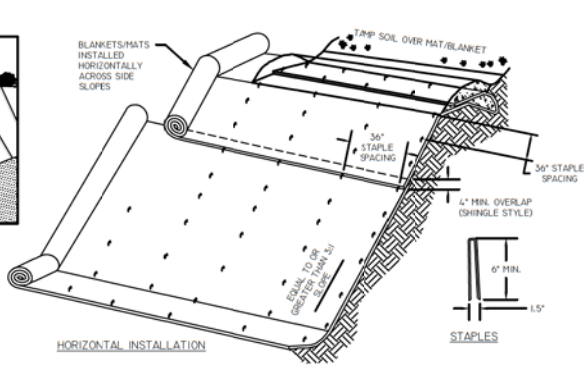 TAMP SOIL OVER MAT/BLANKET
BLANKETS/MATS
INSTALLED
HORIZONTALLY
ACROSS SIDE
SLOPES
36"
STAPLE
SPACING
36" STAPLE
SPACING
4" MIN. OVERLAP
(SHINGLE STYLE)
EQUAL TO OR
GREATER THAN 3:1
SLOPE
6" MIN.
1.5"
STAPLES
HORIZONTAL INSTALLATION